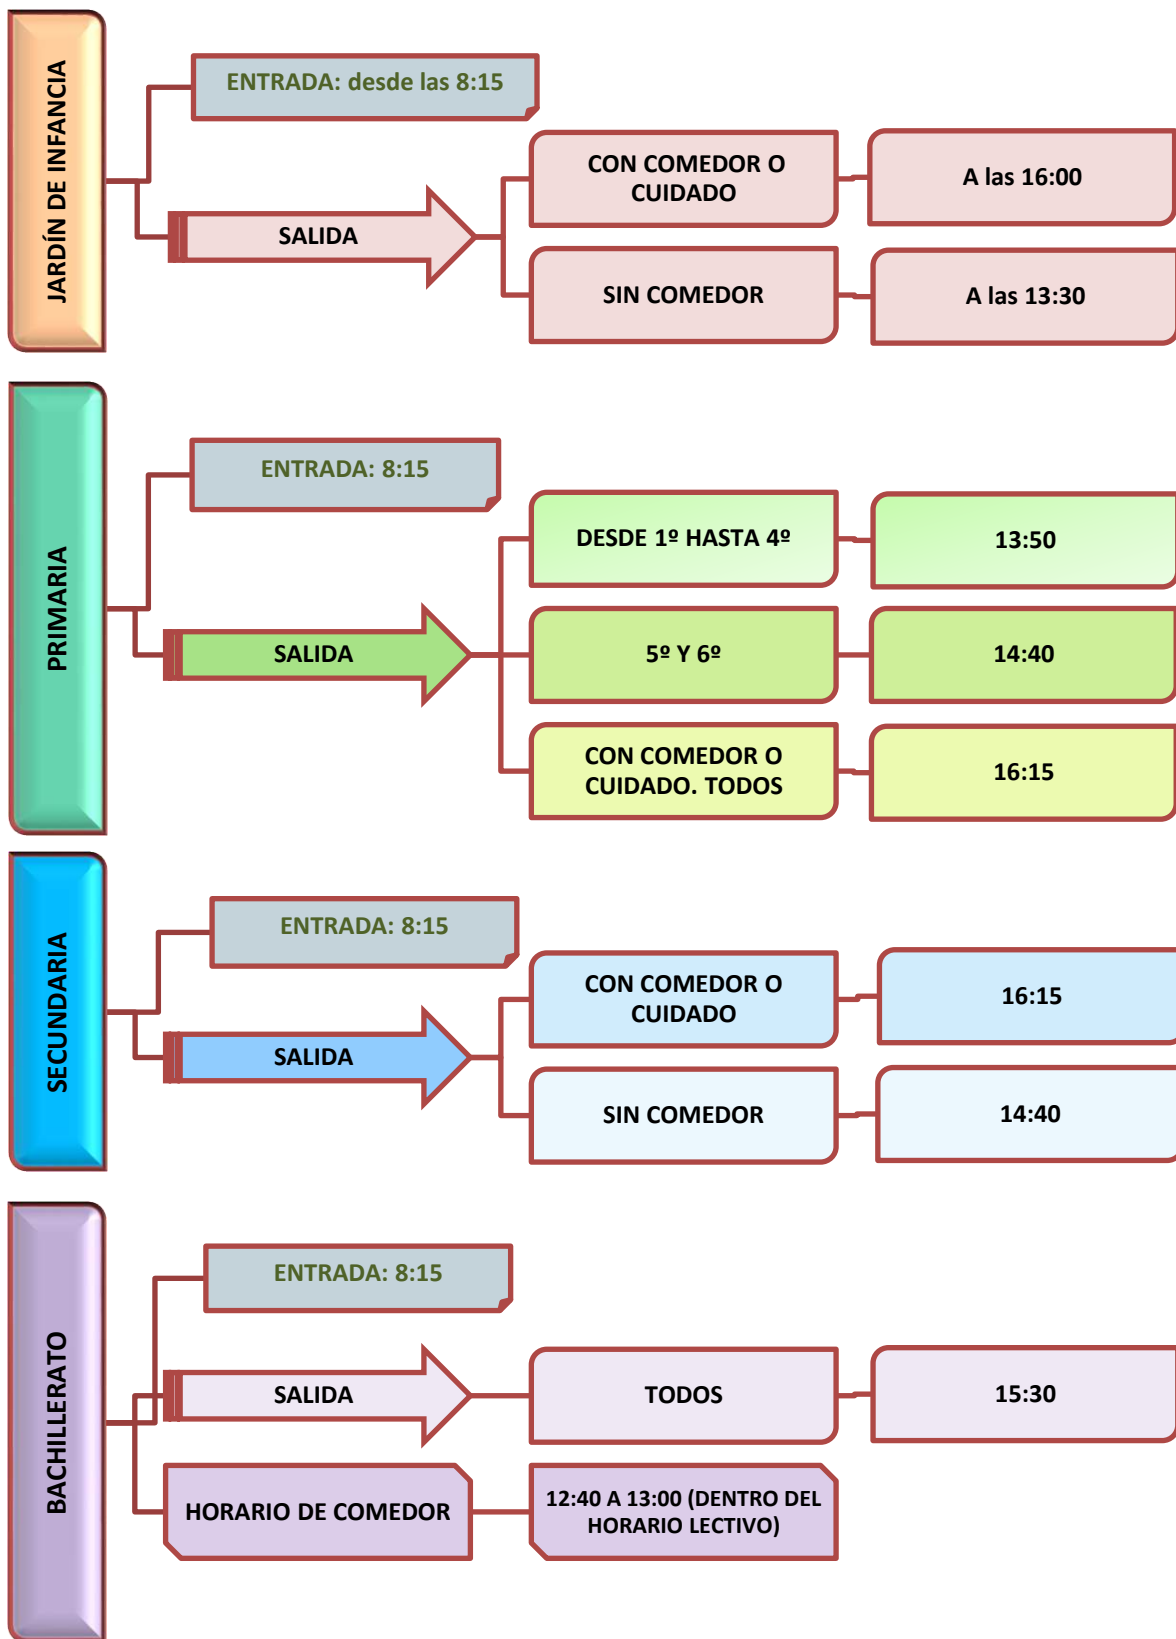 JARDÍN DE INFANCIA
ENTRADA: desde las 8:15
SALIDA
CON COMEDOR O
CUIDADO
A las 16:00
SIN COMEDOR
A las 13:30
PRIMARIA
ENTRADA: 8:15
SALIDA
DESDE 1º HASTA 4º
13:50
5º Y 6º
14:40
CON COMEDOR O
CUIDADO. TODOS
16:15
SECUNDARIA
ENTRADA: 8:15
SALIDA
CON COMEDOR O
CUIDADO
16:15
SIN COMEDOR
14:40
BACHILLERATO
ENTRADA: 8:15
SALIDA
TODOS
15:30
HORARIO DE COMEDOR
12:40 A 13:00 (DENTRO DEL
HORARIO LECTIVO)